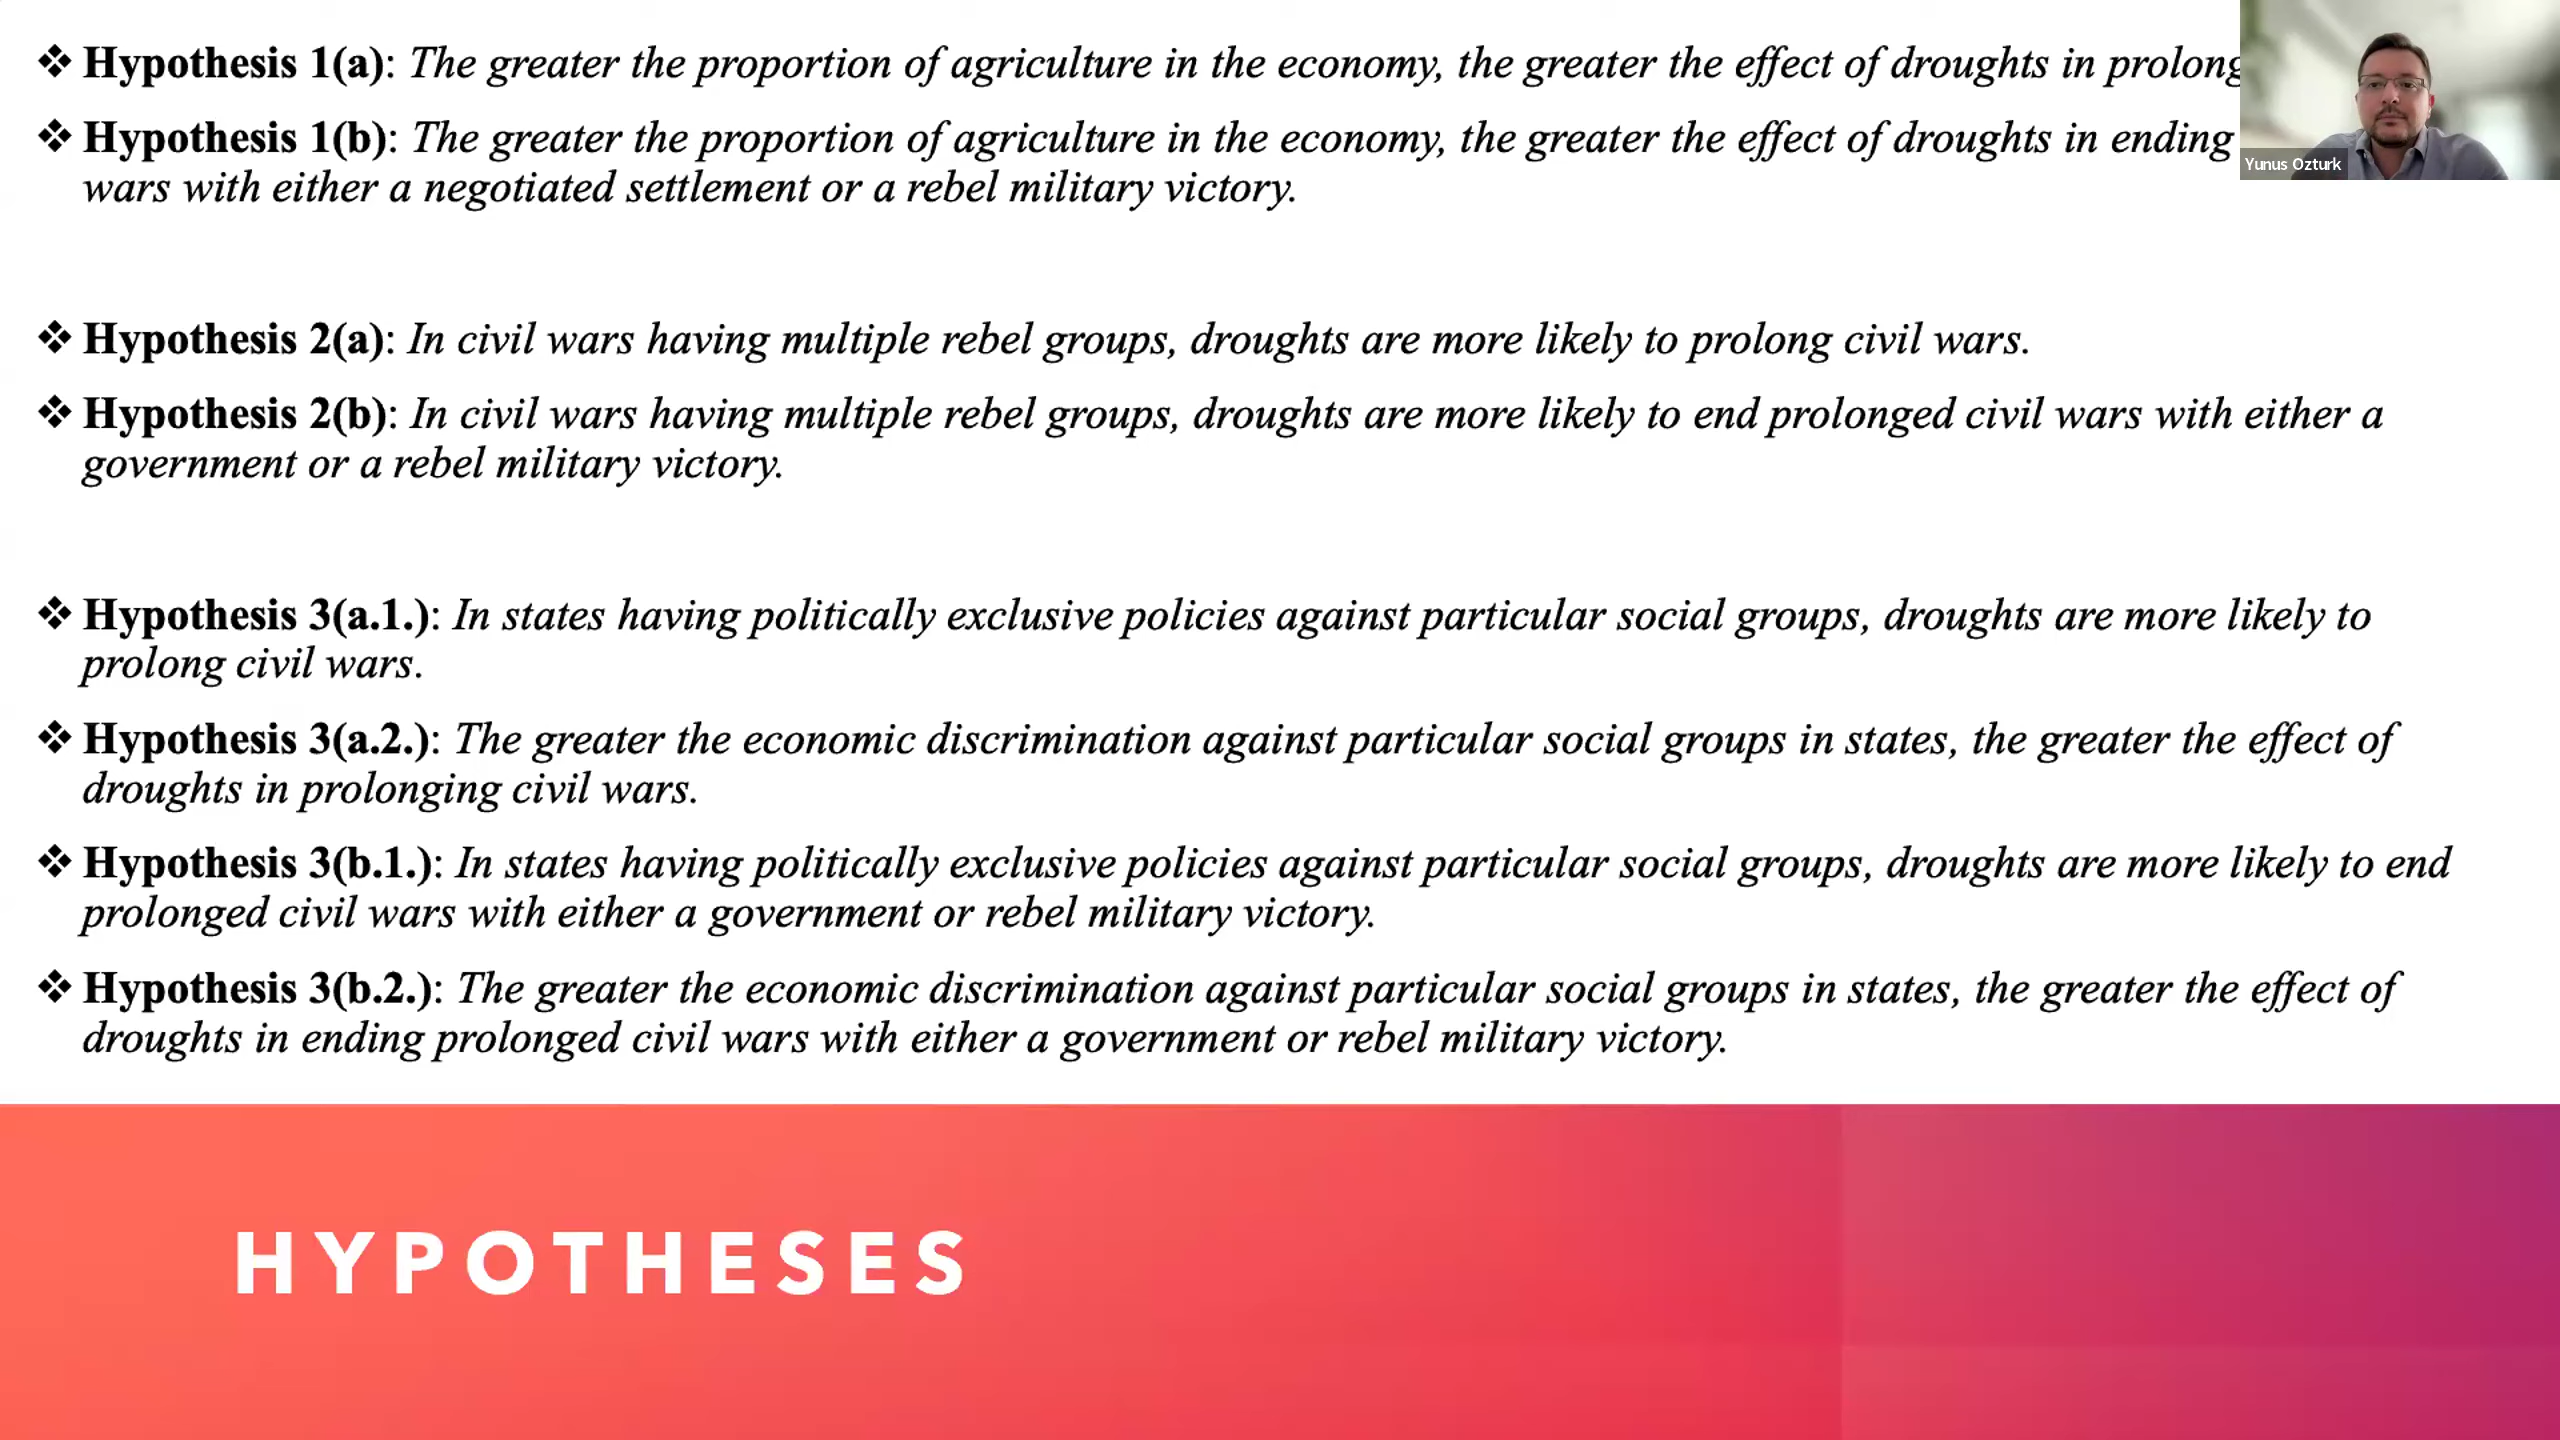 ❖ Hypothesis 1(a): The greater the proportion of agriculture in the economy, the greater the effect of droughts in prolong
❖ Hypothesis 1(b): The greater the proportion of agriculture in the economy, the greater the effect of droughts in ending
wars with either a negotiated settlement or a rebel military victory.
Yunus Ozturk
❖ Hypothesis 2(a): In civil wars having multiple rebel groups, droughts are more likely to prolong civil wars.
❖ Hypothesis 2(b): In civil wars having multiple rebel groups, droughts are more likely to end prolonged civil wars with either a
government or a rebel military victory.
❖ Hypothesis 3(a.1.): In states having politically exclusive policies against particular social groups, droughts are more likely to
prolong civil wars.
❖ Hypothesis 3(a.2.): The greater the economic discrimination against particular social groups in states, the greater the effect of
droughts in prolonging civil wars.
❖ Hypothesis 3(b.1.): In states having politically exclusive policies against particular social groups, droughts are more likely to end
prolonged civil wars with either a government or rebel military victory.
❖ Hypothesis 3(b.2.): The greater the economic discrimination against particular social groups in states, the greater the effect of
droughts in ending prolonged civil wars with either a government or rebel military victory.
HYPOTHESES